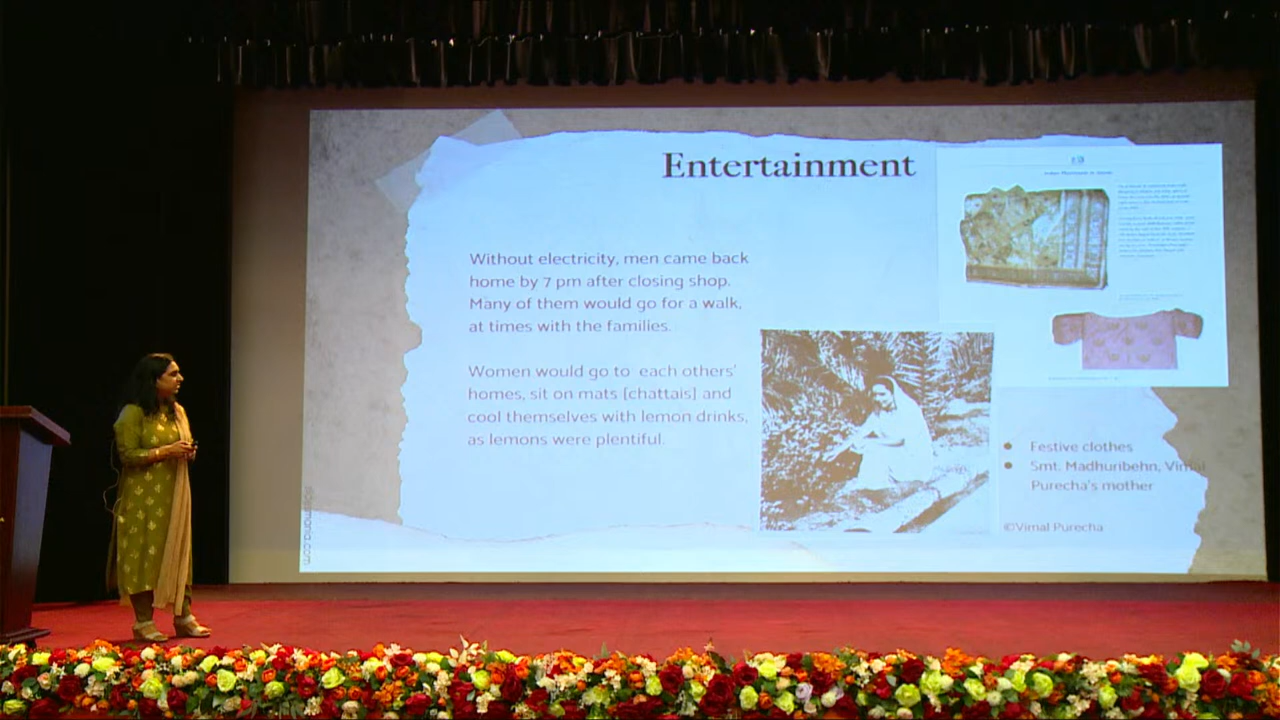 Entertainment
Without electricity, men came back
home by 7 pm after closing shop.
Many of them would go for a walk,
at times with the families.
Women would go to each others'
homes, sit on mats [chattais] and
cool themselves with lemon drinks,
as lemons were plentiful.
Festive clothes
Smt. Madhuribehn, Vimal
Purecha's mother
©Vimal Purecha